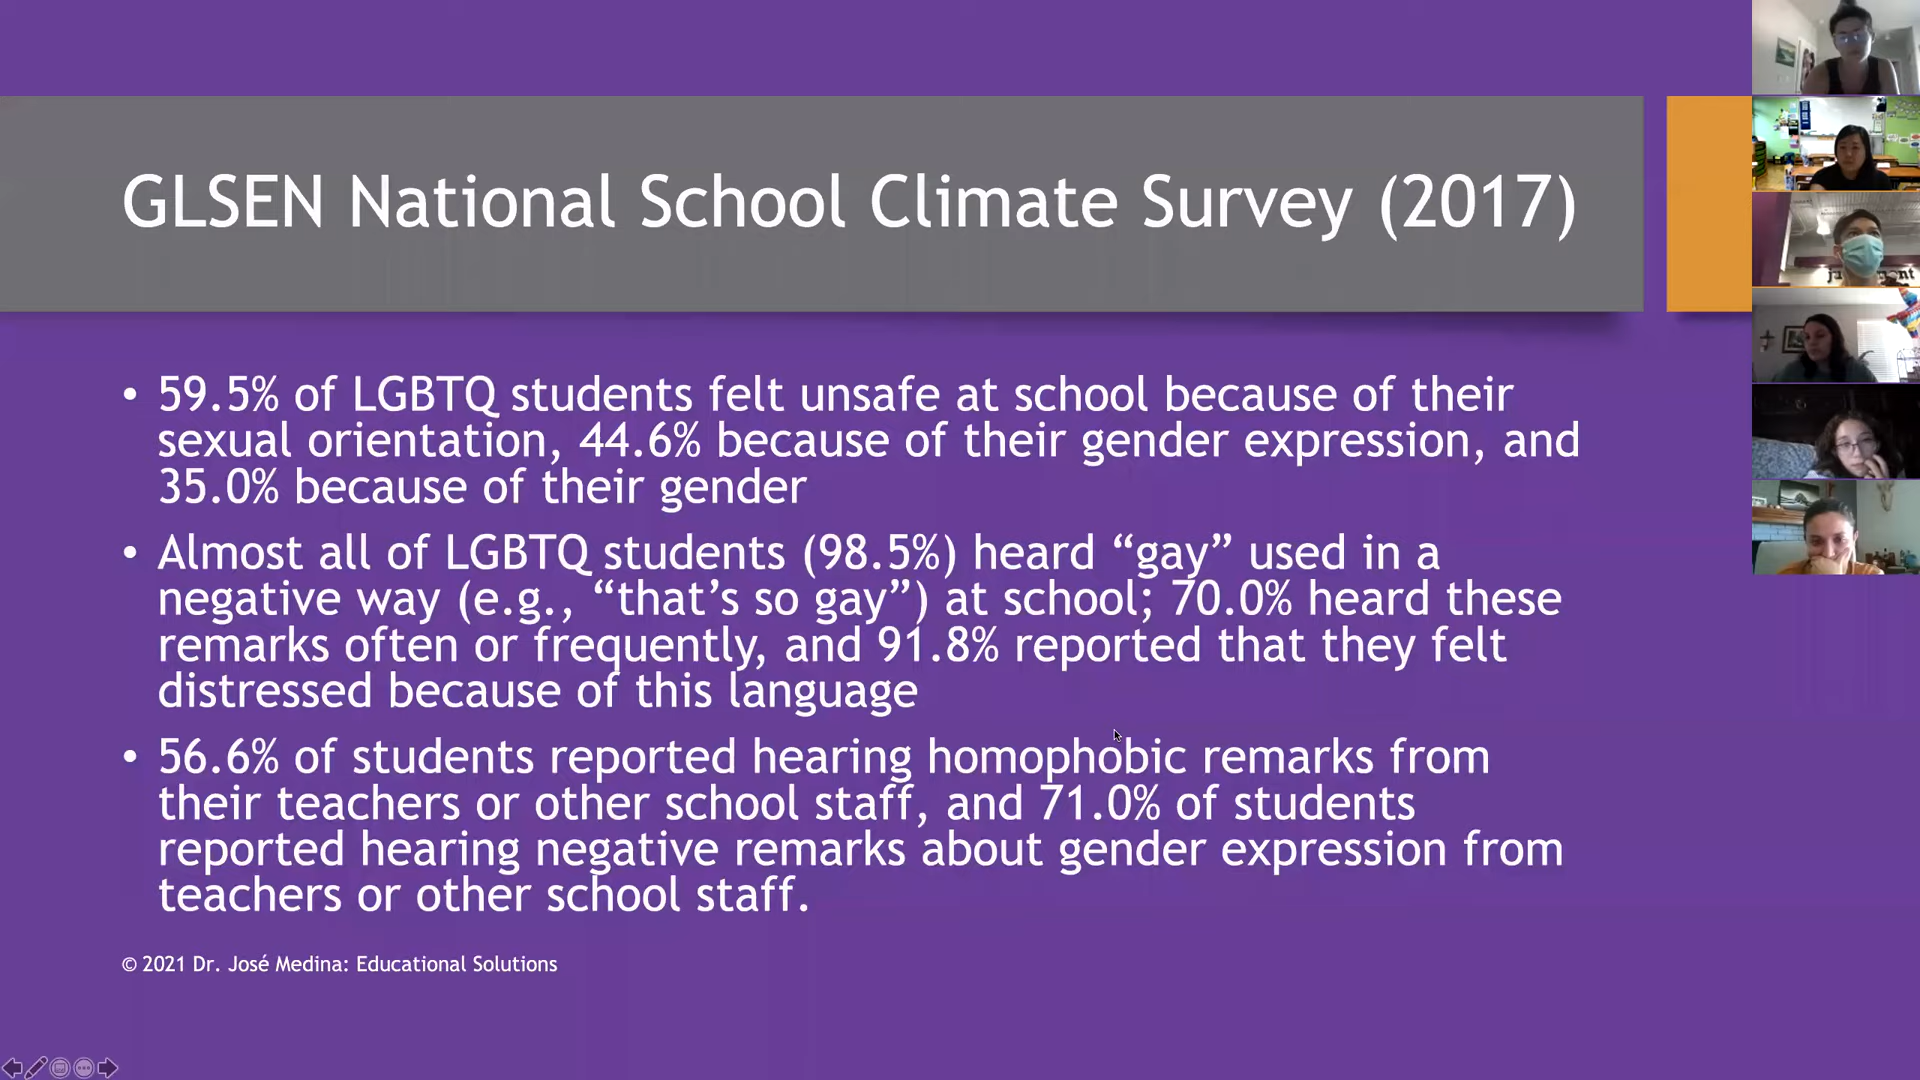 GLSEN National School Climate Survey (2017)
• 59.5% of LGBTQ students felt unsafe at school because of their
sexual orientation, 44.6% because of their gender expression, and
35.0% because of their gender
• Almost all of LGBTQ students (98.5%) heard “gay” used in a
negative way (e.g., “that’s so gay”) at school; 70.0% heard these
remarks often or frequently, and 91.8% reported that they felt
distressed because of this language
• 56.6% of students reported hearing homophobic remarks from
their teachers or other school staff, and 71.0% of students
reported hearing negative remarks about gender expression from
teachers or other school staff.
© 2021 Dr. José Medina: Educational Solutions